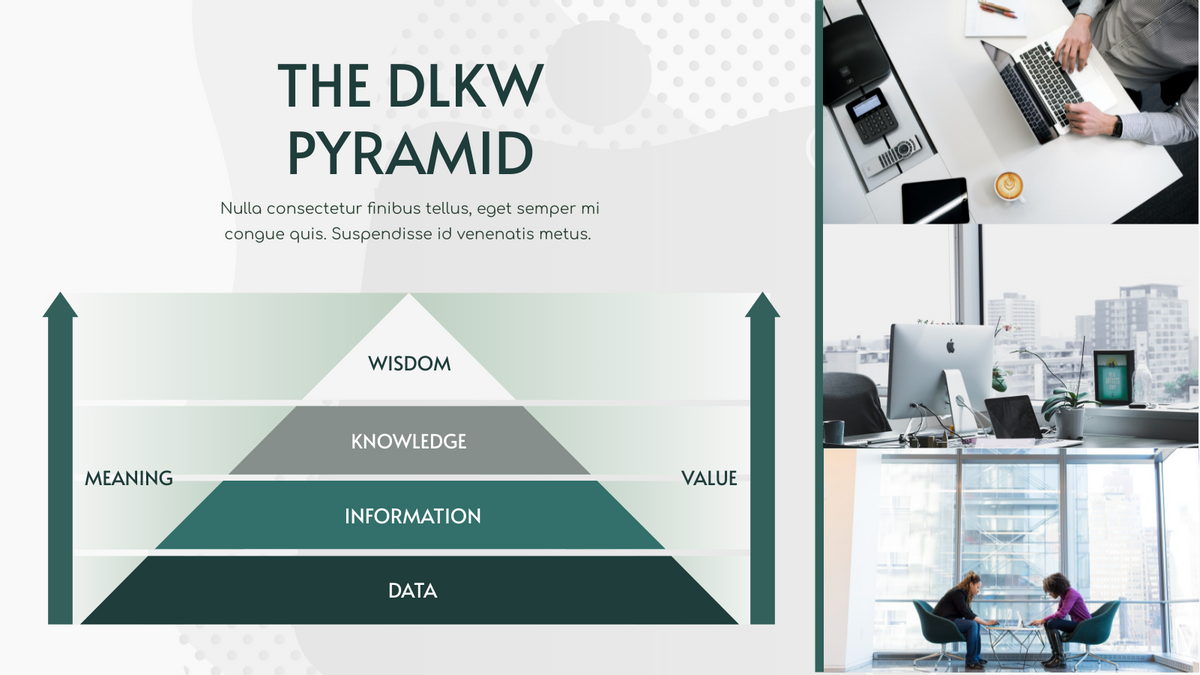 THE DLKW
PYRAMID
Nulla consectetur finibus tellus, eget semper mi
congue quis. Suspendisse id venenatis metus.
WISDOM
KNOWLEDGE
MEANING
VALUE
INFORMATION
DATA